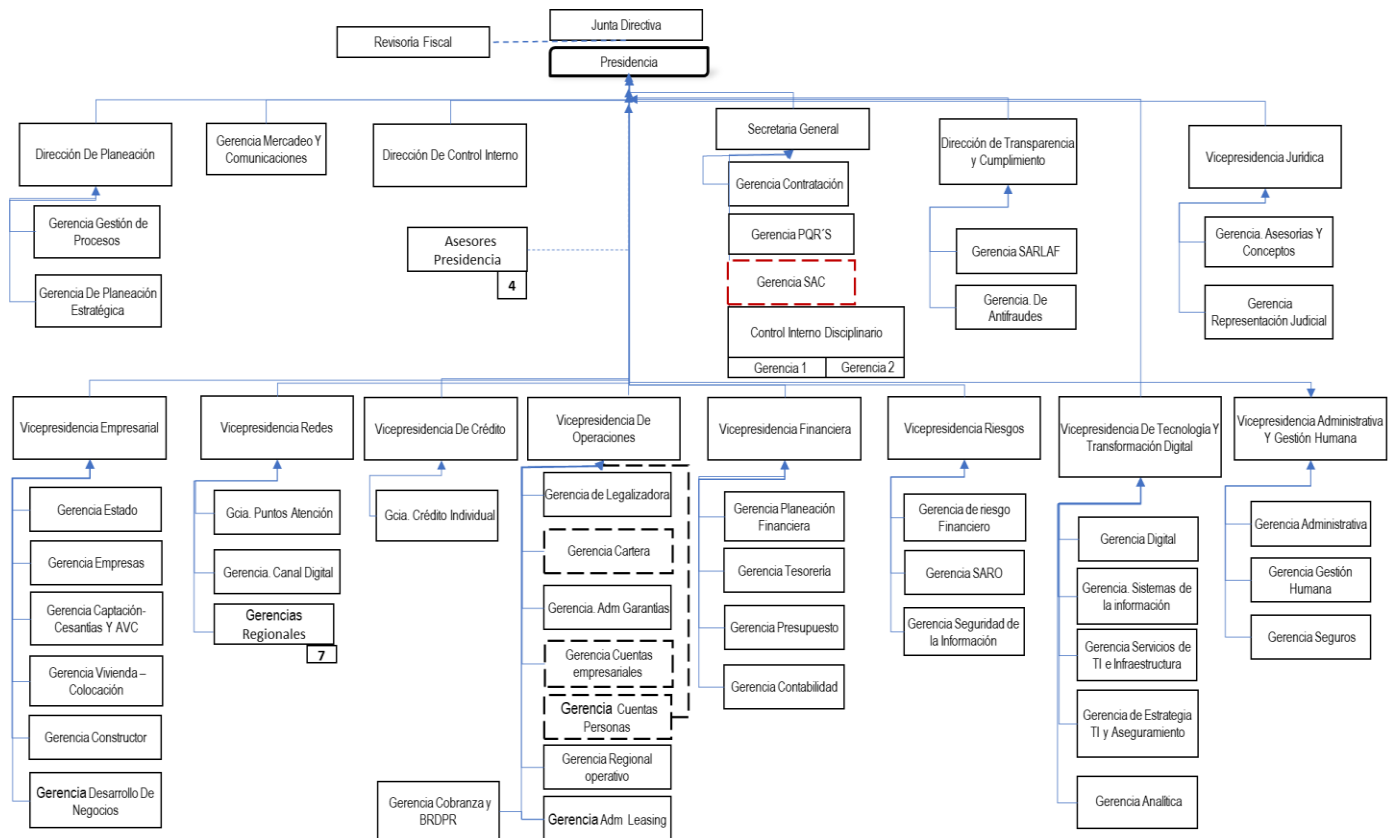 Junta Directiva
Revisoría Fiscal
Presidencia
Dirección De Planeación
Gerencia Mercadeo Y
Comunicaciones
Dirección De Control Interno
Secretaria General
Dirección de Transparencia
y Cumplimiento
Vicepresidencia Jurídica
Gerencia Gestión de
Procesos
Gerencia De Planeación
Estratégica
Asesores
Presidencia
4
Gerencia Contratación
Gerencia PQR´S
Gerencia SAC
Control Interno Disciplinario
Gerencia 1
Gerencia 2
Gerencia SARLAF
Gerencia. De
Antifraudes
Gerencia. Asesorías Y
Conceptos
Gerencia
Representación Judicial
Vicepresidencia Empresarial
Gerencia Estado
Gerencia Empresas
Gerencia Captación-
Cesantías Y AVC
Gerencia Vivienda –
Colocación
Gerencia Constructor
Gerencia Desarrollo De
Negocios
Vicepresidencia Redes
Gcia. Puntos Atención
Gerencia. Canal Digital
Gerencias
Regionales
7
Vicepresidencia De Crédito
Gcia. Crédito Individual
Vicepresidencia De
Operaciones
Gerencia de Legalizadora
Gerencia Cartera
Gerencia. Adm Garantías
Gerencia Cuentas
empresariales
Gerencia Cuentas
Personas
Gerencia Regional
operativo
Gerencia Cobranza y
BRDPR
Gerencia Adm Leasing
Vicepresidencia Financiera
Gerencia Planeación
Financiera
Gerencia Tesorería
Gerencia Presupuesto
Gerencia Contabilidad
Vicepresidencia Riesgos
Gerencia de riesgo
Financiero
Gerencia SARO
Gerencia Seguridad de
la Información
Vicepresidencia De Tecnología Y
Transformación Digital
Gerencia Digital
Gerencia. Sistemas de
la información
Gerencia Servicios de
TI e Infraestructura
Gerencia de Estrategia
TI y Aseguramiento
Gerencia Analítica
Vicepresidencia Administrativa
Y Gestión Humana
Gerencia Administrativa
Gerencia Gestión
Humana
Gerencia Seguros